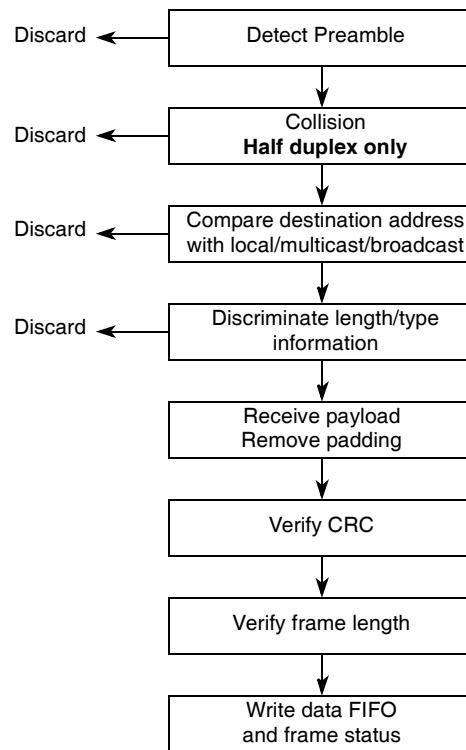 Discard
Detect Preamble
Discard
Collision
Half duplex only
Discard
Compare destination address
with local/multicast/broadcast
Discard
Discriminate length/type
information
Receive payload
Remove padding
Verify CRC
Verify frame length
Write data FIFO
and frame status